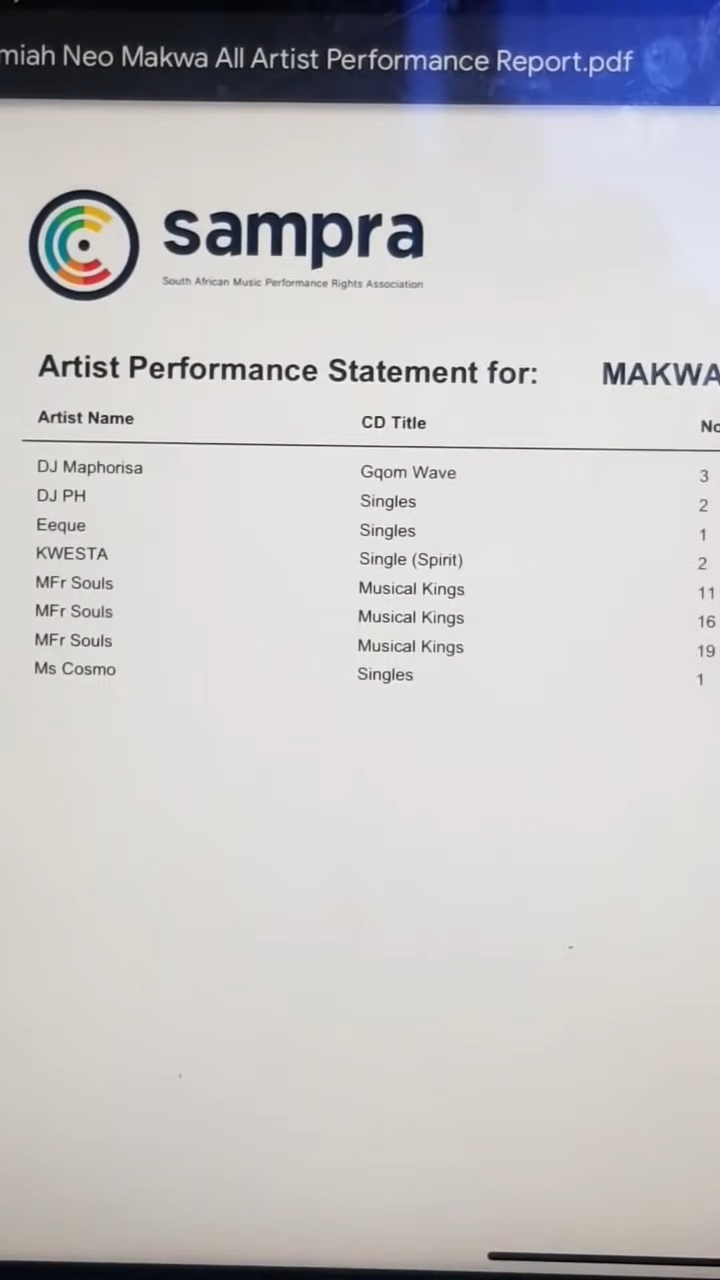 miah Neo Makwa All Artist Performance Report.pdf
sampra
South African Music Performance Rights Association
Artist Performance Statement for: MAKWA
Artist Name CD Title No
DJ Maphorisa Gqom Wave 3
DJ PH Singles 2
Eeque Singles 1
KWESTA Single (Spirit) 2
MFr Souls Musical Kings 11
MFr Souls Musical Kings 16
MFr Souls Musical Kings 19
Ms Cosmo Singles 1